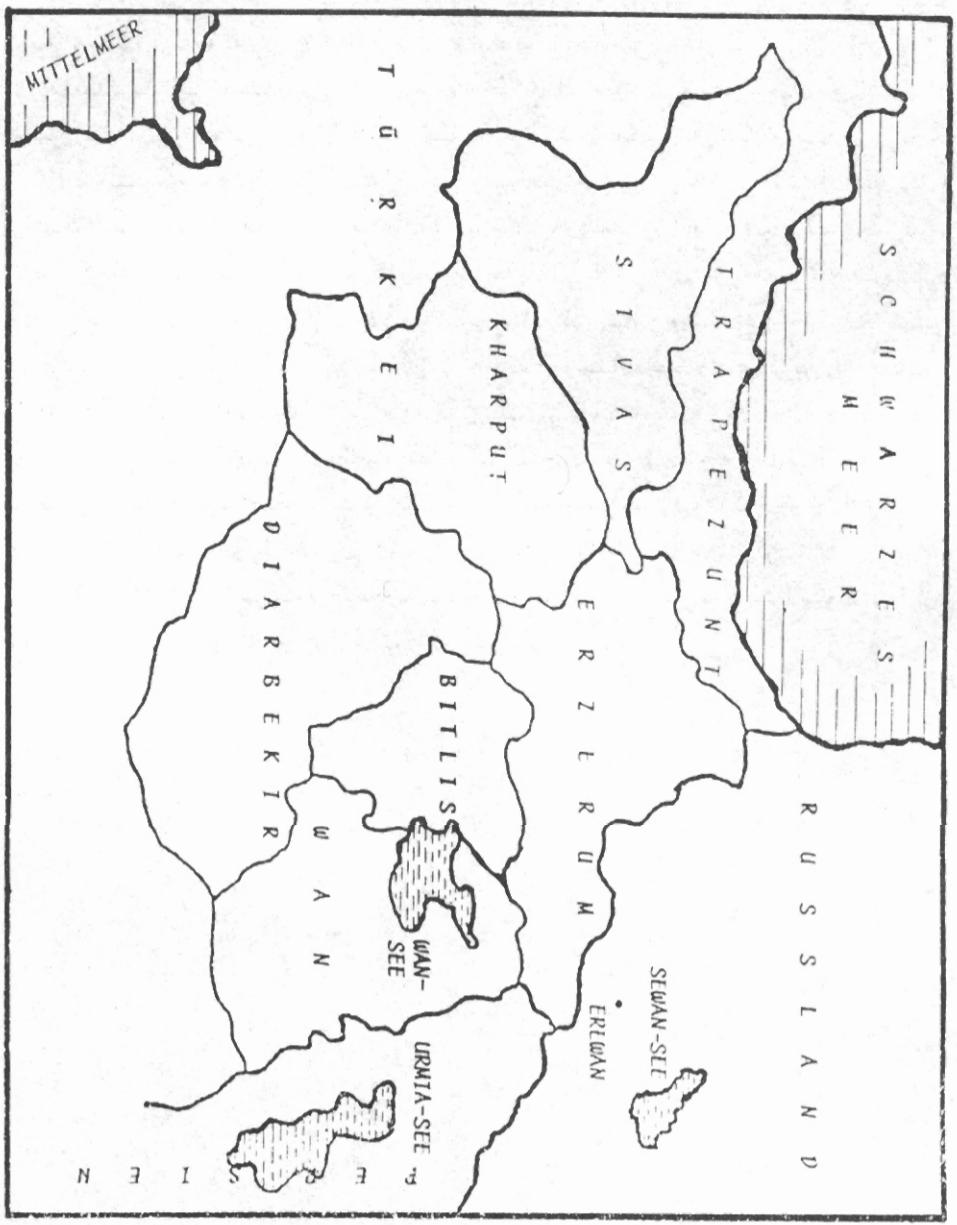 SCHWARZES
MEER
RUSSLAND
TRAPEZUNT
SIVAS
ERZERUM
SEWAN-SEE
EREWAN
KHARPUT
BITLIS
WAN-
SEE
URMIA-SEE
TÜRKEI
WAN
DIARBEKIR
MITTELMEER
PERSIEN